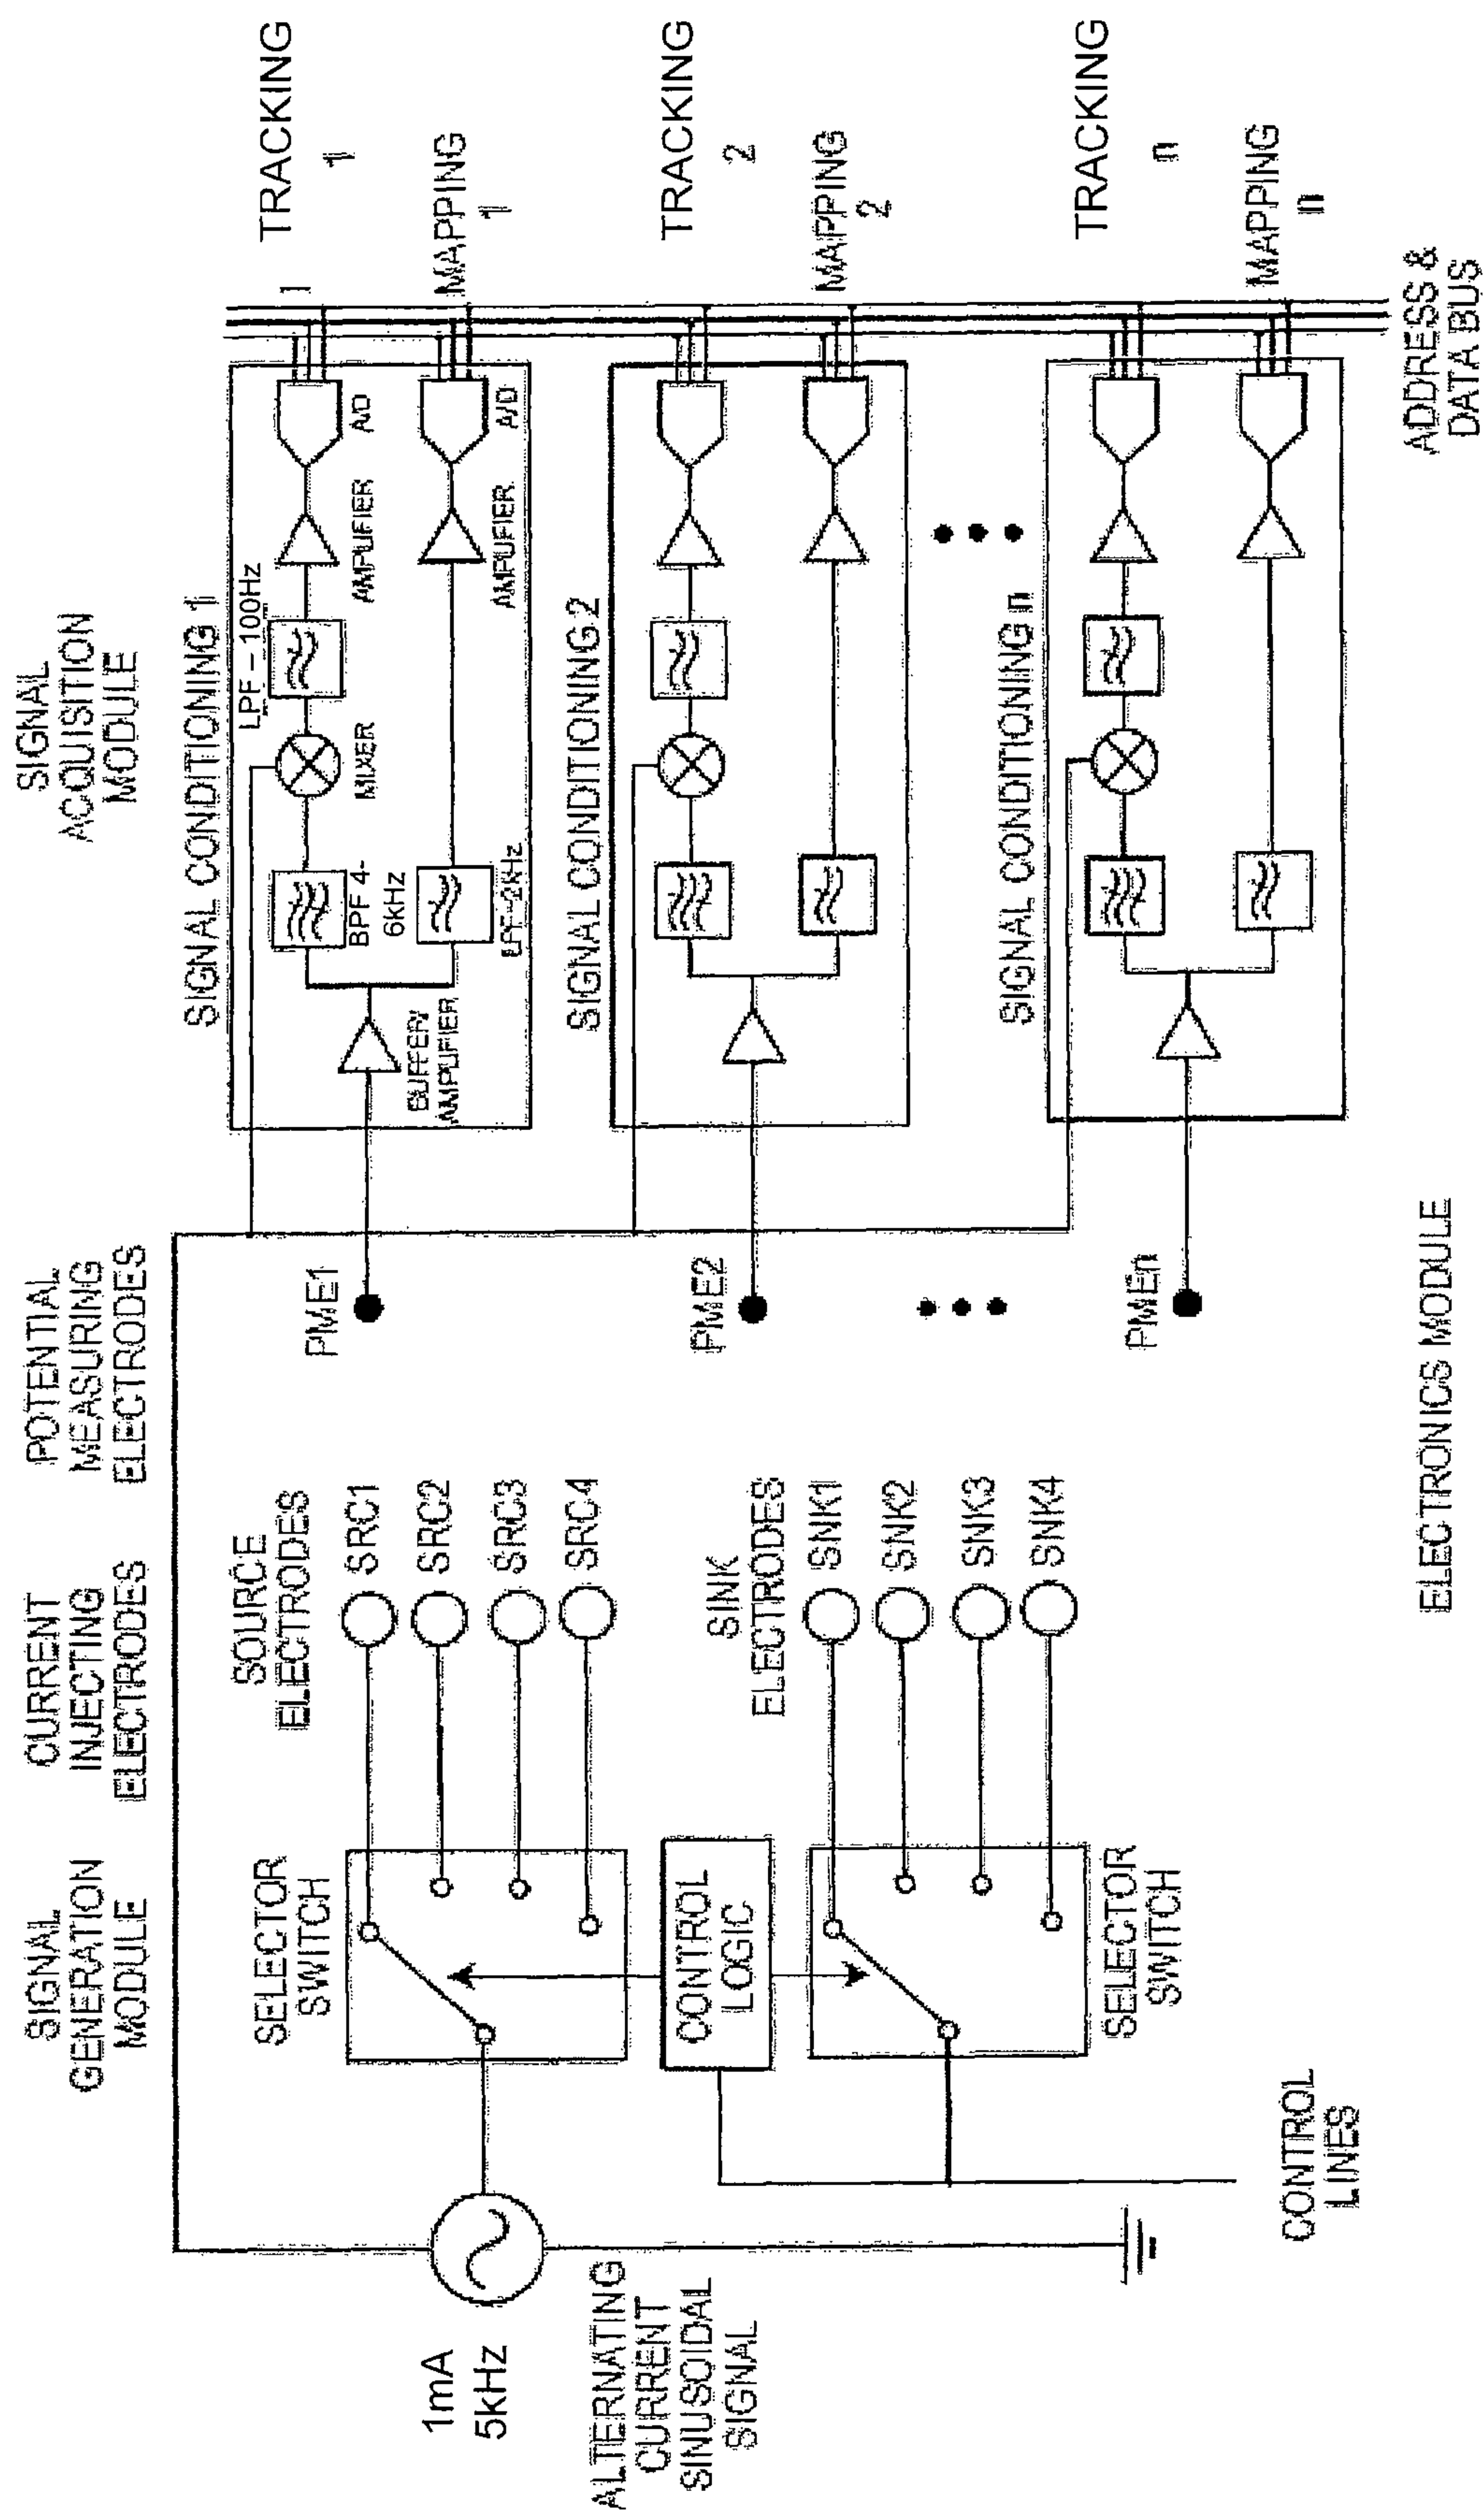 SIGNAL
GENERATION
MODULE
CURRENT
INJECTING
ELECTRODES
POTENTIAL
MEASURING
ELECTRODES
SIGNAL
ACQUISITION
MODULE
1mA
5kHz
ALTERNATING
CURRENT
SINUSOIDAL
SIGNAL
SELECTOR
SWITCH
SOURCE
ELECTRODES
SRC1
SRC2
SRC3
SRC4
CONTROL
LOGIC
SINK
ELECTRODES
SNK1
SNK2
SNK3
SNK4
SELECTOR
SWITCH
CONTROL
LINES
PME1
PME2
PMEn
SIGNAL CONDITIONING 1
BUFFER/
AMPLIFIER
BPF 4-
6kHz
LPF-2kHz
MIXER
LPF - 100Hz
AMPLIFIER
AMPLIFIER
A/D
A/D
TRACKING
1
MAPPING
1
SIGNAL CONDITIONING 2
TRACKING
2
MAPPING
2
SIGNAL CONDITIONING n
TRACKING
n
MAPPING
n
ADDRESS &
DATA BUS
ELECTRONICS MODULE